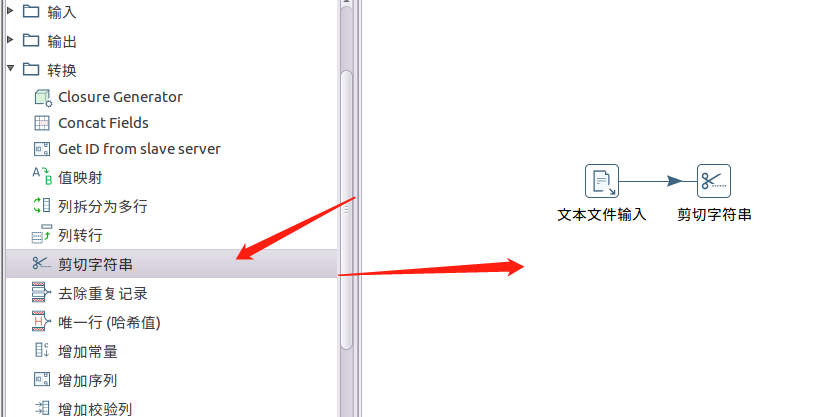 输入
输出
转换
Closure Generator
Concat Fields
Get ID from slave server
值映射
列拆分为多行
列转行
剪切字符串
去除重复记录
唯一行 (哈希值)
增加常量
增加序列
增加校验列
文本文件输入
剪切字符串